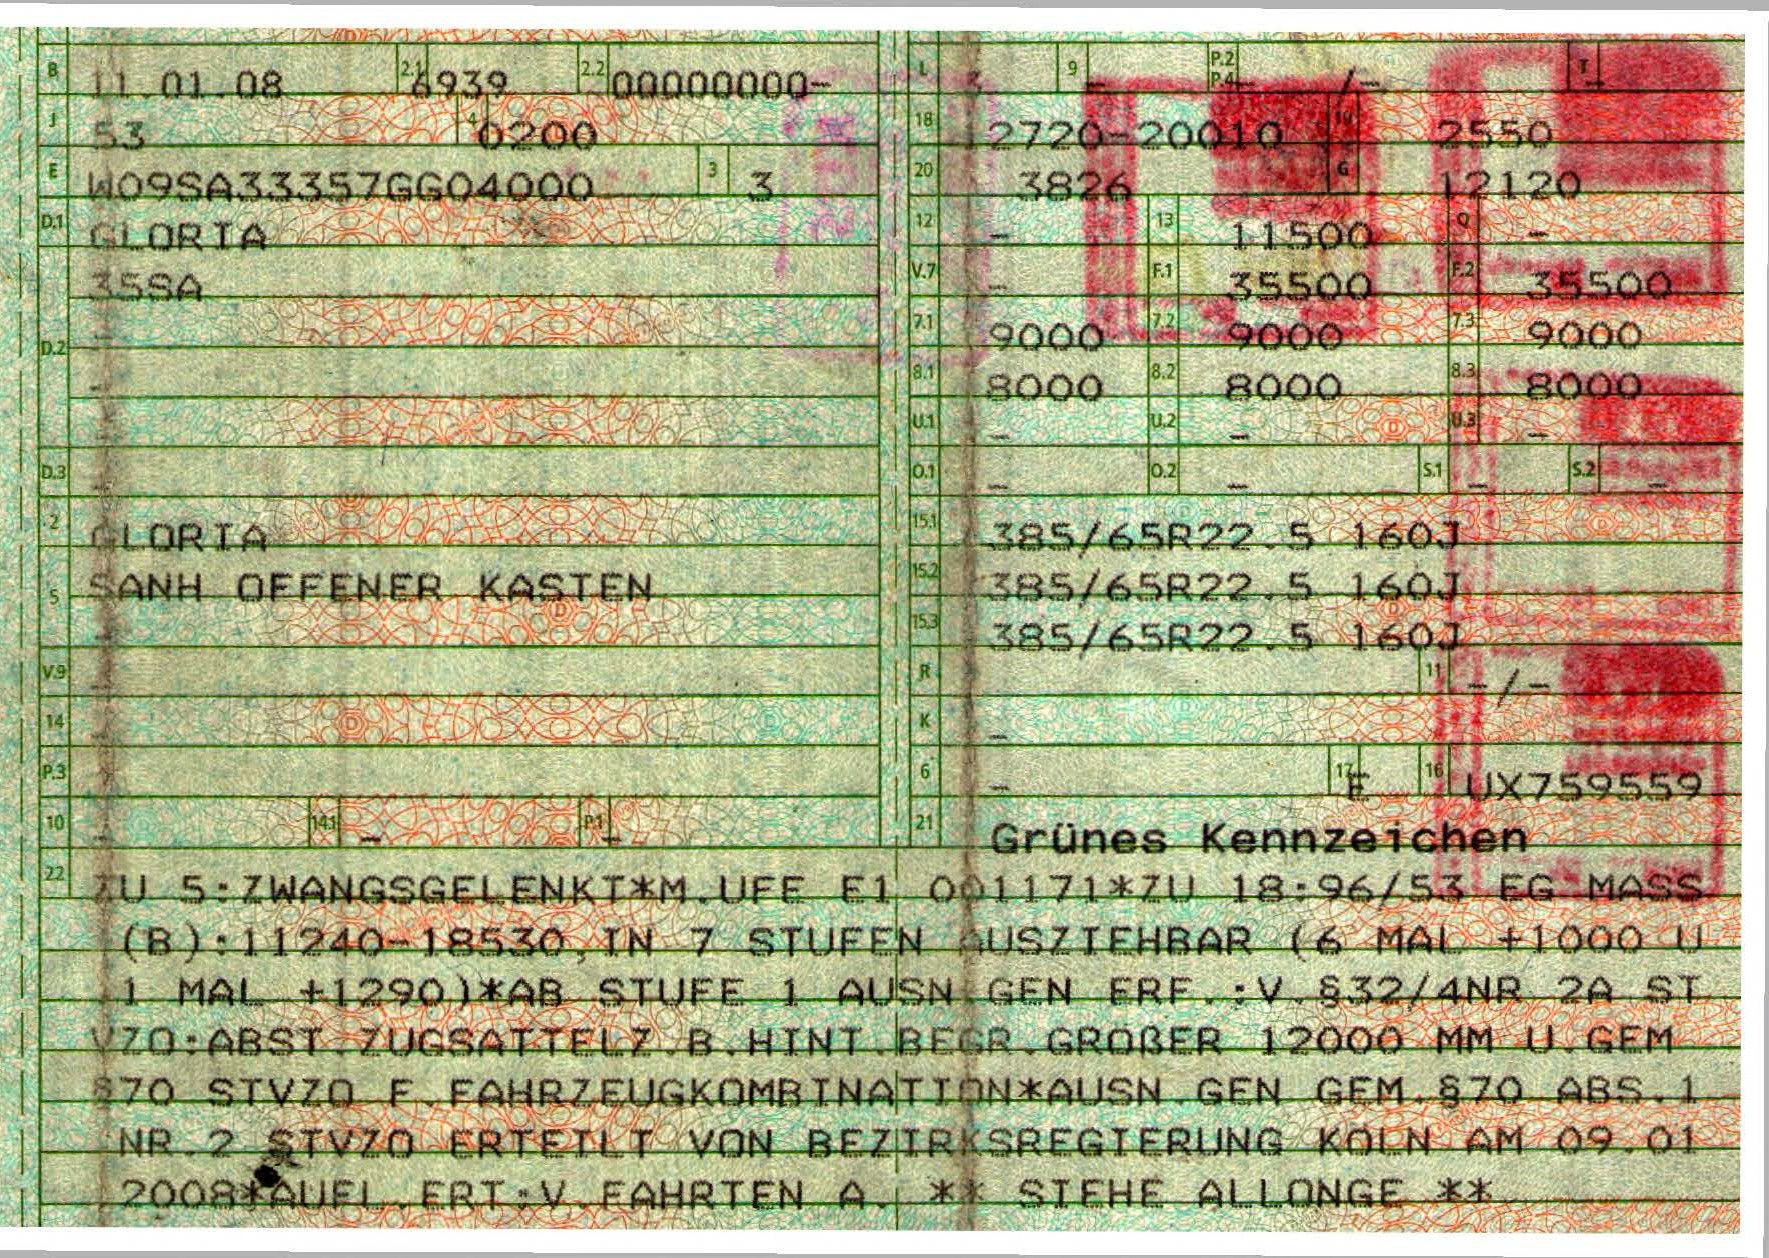 B 11.01.08 2.1 6939 2.2 00000000-
J 53 4 0200
E W09SA33357GG04000 3 3
D.1 GLORIA
35SA
-
D.2 -
D.3 -
2 GLORIA
5 SANH OFFENER KASTEN
-
V.9 -
14 -
P.3 -
10 - 14.1 - P.1 -
L 3 9 - P.2 P.4 -/- T -
18 12720-20010 19 2550
20 3826 G 12120
12 - 13 11500 Q -
V.7 - F.1 35500 F.2 35500
7.1 9000 7.2 9000 7.3 9000
8.1 8000 8.2 8000 8.3 8000
U.1 - U.2 - U.3 -
O.1 - O.2 - S.1 - S.2 -
15.1 385/65R22.5 160J
15.2 385/65R22.5 160J
15.3 385/65R22.5 160J
R 11 -/-
K -
6 - 17 E 16 UX759559
21 Grünes Kennzeichen
22 ZU 5:ZWANGSGELENKT*M.UFE E1 001171*ZU 18:96/53 EG MASS
(B):11240-18530,IN 7 STUFEN AUSZIEHBAR (6 MAL +1000 U
1 MAL +1290)*AB STUFE 1 AUSN GEN ERF.:V.§32/4NR 2A ST
VZO:ABST.ZUGSATTELZ.B.HINT.BEGR.GROßER 12000 MM U.GEM
§70 STVZO F.FAHRZEUGKOMBINATION*AUSN.GEN GEM.§70 ABS.1
NR.2 STVZO ERTEILT VON BEZIRKSREGIERUNG KOLN AM 09.01
2008*AUFL.ERT:V.FAHRTEN A. ** SIEHE ALLONGE **